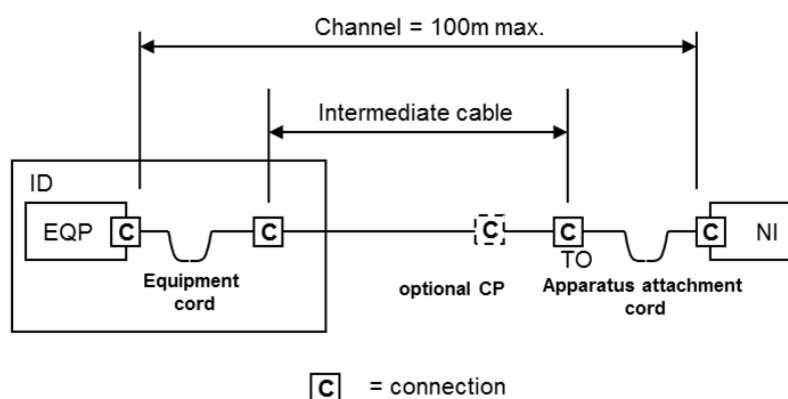 Channel = 100m max.
Intermediate cable
ID
EQP
C
C
C
C
TO
C
NI
Equipment
cord
optional CP
Apparatus attachment
cord
C = connection